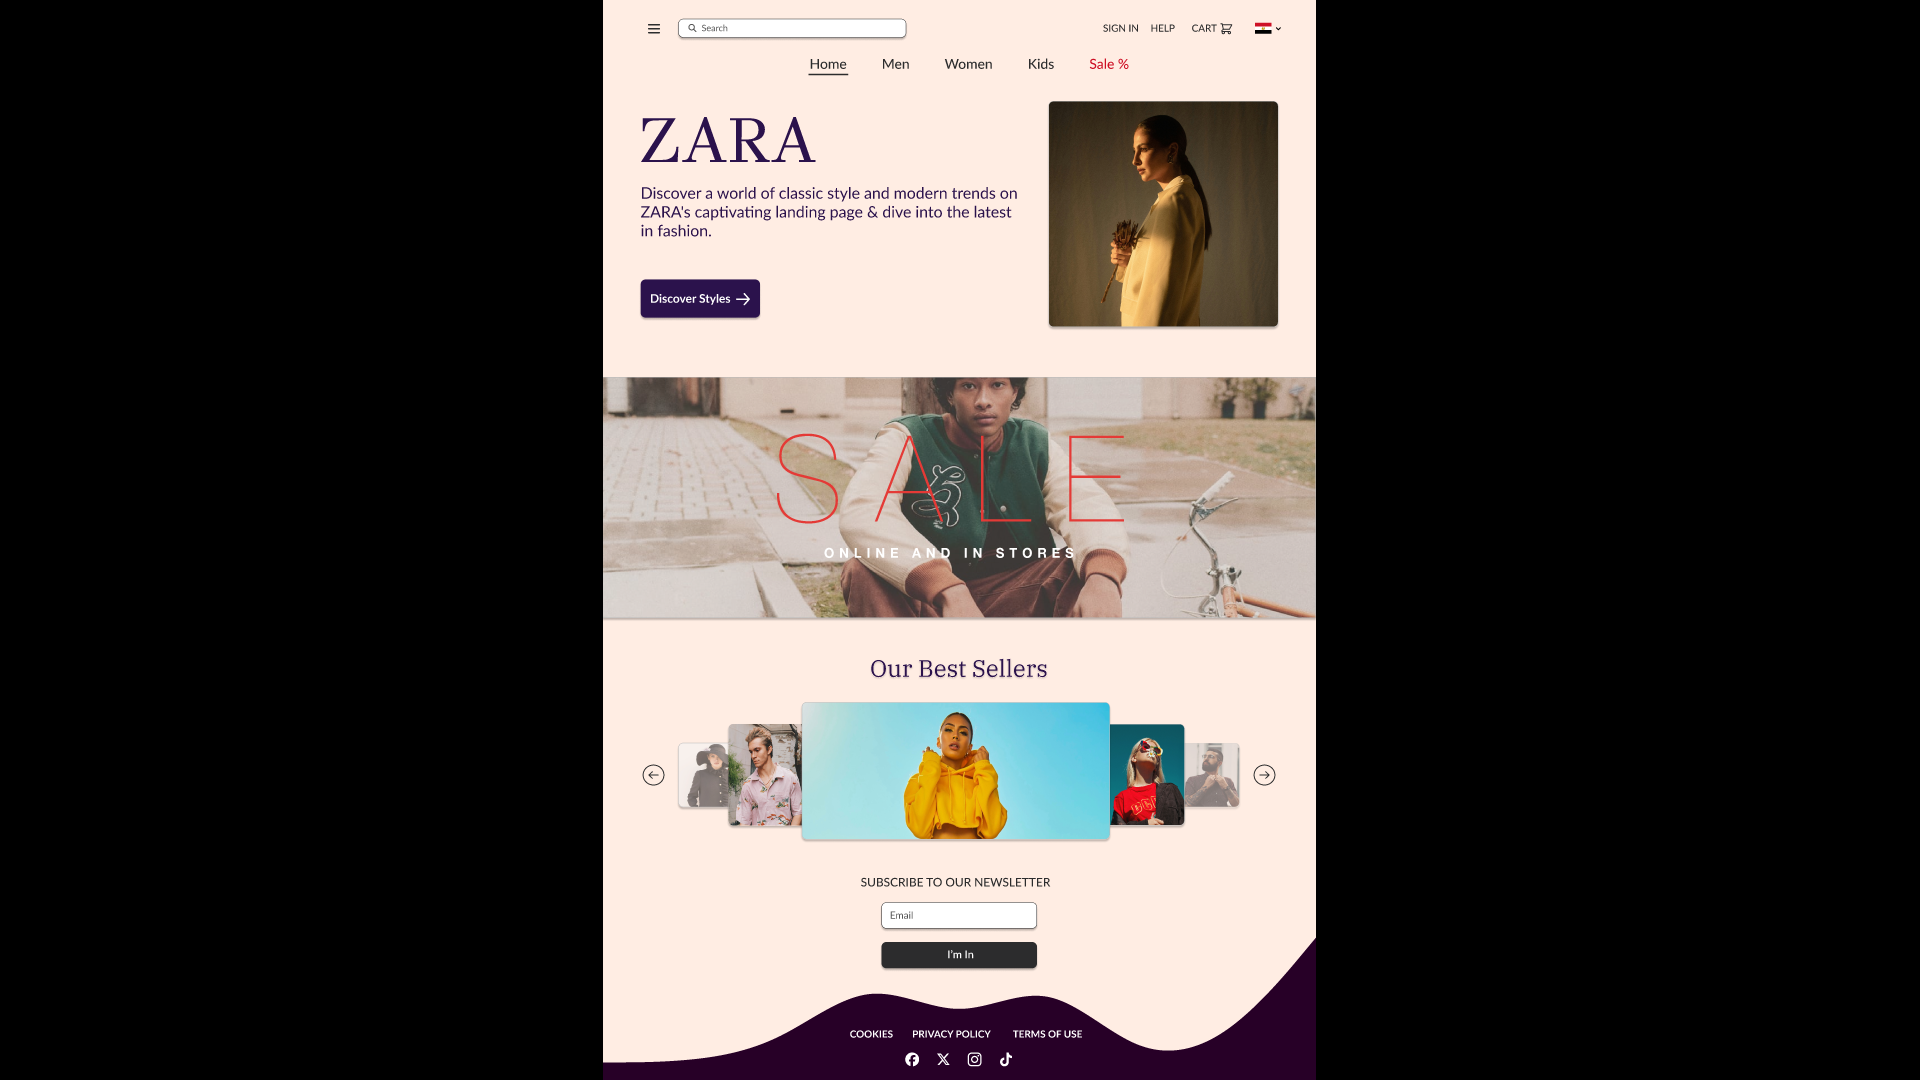 Search
SIGN IN
HELP
CART
Home
Men
Women
Kids
Sale %
ZARA
Discover a world of classic style and modern trends on
ZARA's captivating landing page & dive into the latest
in fashion.
Discover Styles
SALE
ONLINE AND IN STORES
Our Best Sellers
SUBSCRIBE TO OUR NEWSLETTER
Email
I'm In
COOKIES
PRIVACY POLICY
TERMS OF USE